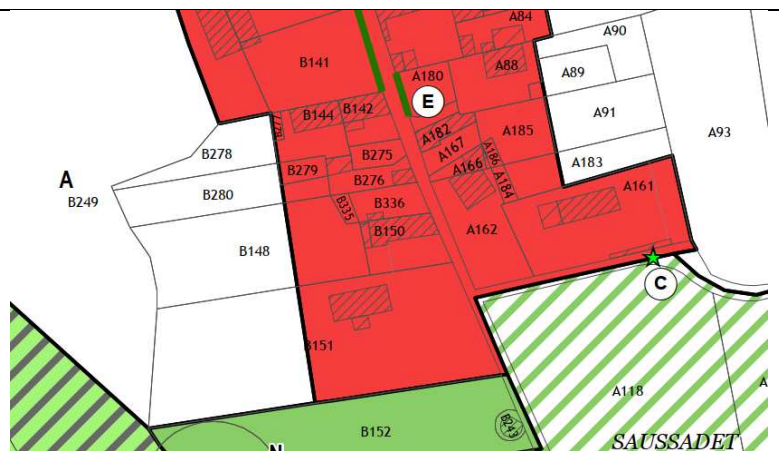 A84
A90
B141
A180
A88
A89
E
A91
B144
B142
A93
A182
A185
B278
B275
A167
A186
A183
B279
B276
A166
A184
A161
A
B249
B280
B335
B336
B150
A162
B148
C
B151
A118
B152
B243
SAUSSADET
N